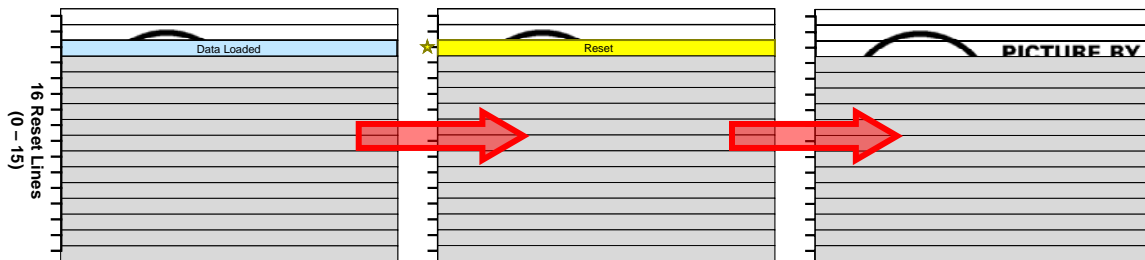 16 Reset Lines
(0 – 15)
Data Loaded
Reset
PICTURE BY